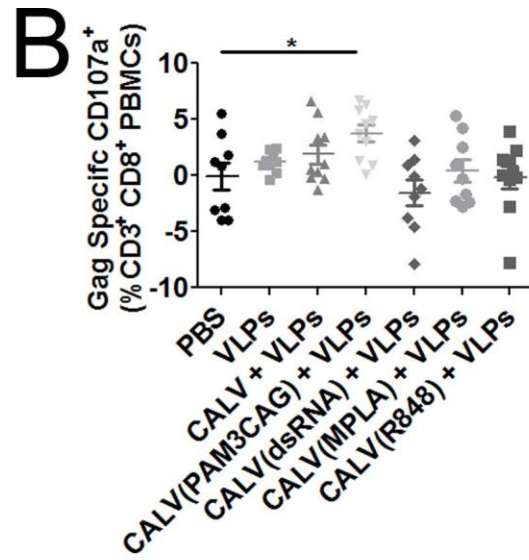 B
Gag Specifc CD107a+
(% CD3+ CD8+ PBMCs)
*
10
5
0
-5
-10
PBS
VLPs
CALV + VLPs
CALV(PAM3CAG) + VLPs
CALV(dsRNA) + VLPs
CALV(MPLA) + VLPs
CALV(R848) + VLPs